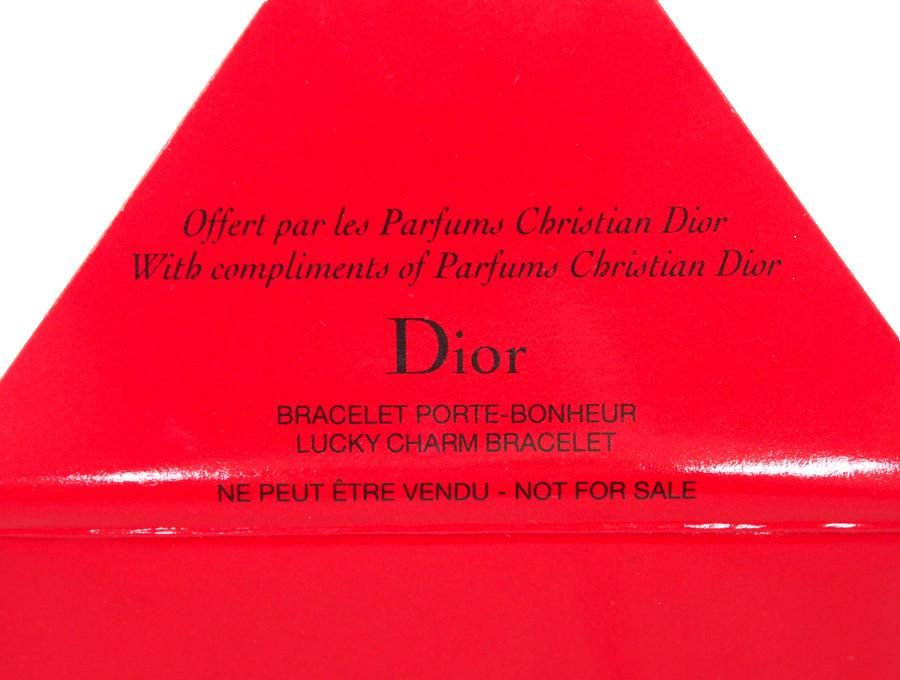 Offert par les Parfums Christian Dior
With compliments of Parfums Christian Dior
Dior
BRACELET PORTE-BONHEUR
LUCKY CHARM BRACELET
NE PEUT ÊTRE VENDU - NOT FOR SALE